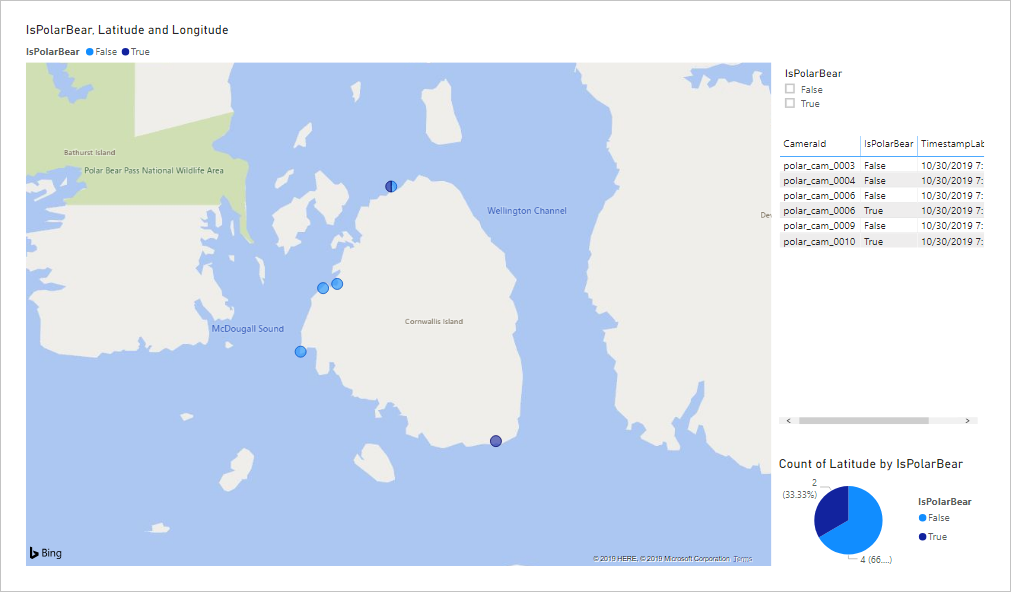 IsPolarBear, Latitude and Longitude
IsPolarBear False True
Bathurst Island
Polar Bear Pass National Wildlife Area
Wellington Channel
McDougall Sound
Cornwallis Island
Bing
© 2019 HERE, © 2019 Microsoft Corporation Terms
IsPolarBear
False
True
CameraId IsPolarBear TimestampLab
polar_cam_0003 False 10/30/2019 7:
polar_cam_0004 False 10/30/2019 7:
polar_cam_0006 False 10/30/2019 7:
polar_cam_0006 True 10/30/2019 7:
polar_cam_0009 False 10/30/2019 7:
polar_cam_0010 True 10/30/2019 7:
Count of Latitude by IsPolarBear
2
(33.33%)
4 (66....)
IsPolarBear
False
True